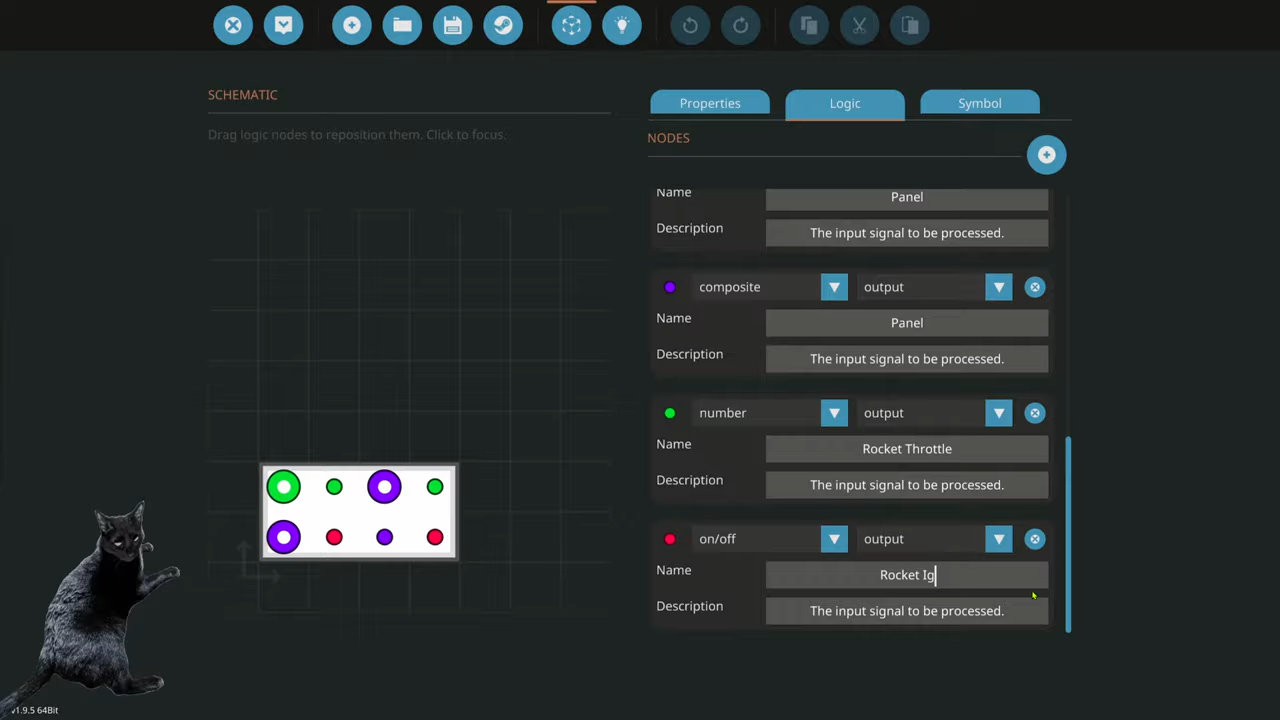 SCHEMATIC
Drag logic nodes to reposition them. Click to focus.
Properties
Logic
Symbol
NODES
Name
Panel
Description
The input signal to be processed.
composite
output
Name
Panel
Description
The input signal to be processed.
number
output
Name
Rocket Throttle
Description
The input signal to be processed.
on/off
output
Name
Rocket Ig
Description
The input signal to be processed.
v1.9.5 64Bit